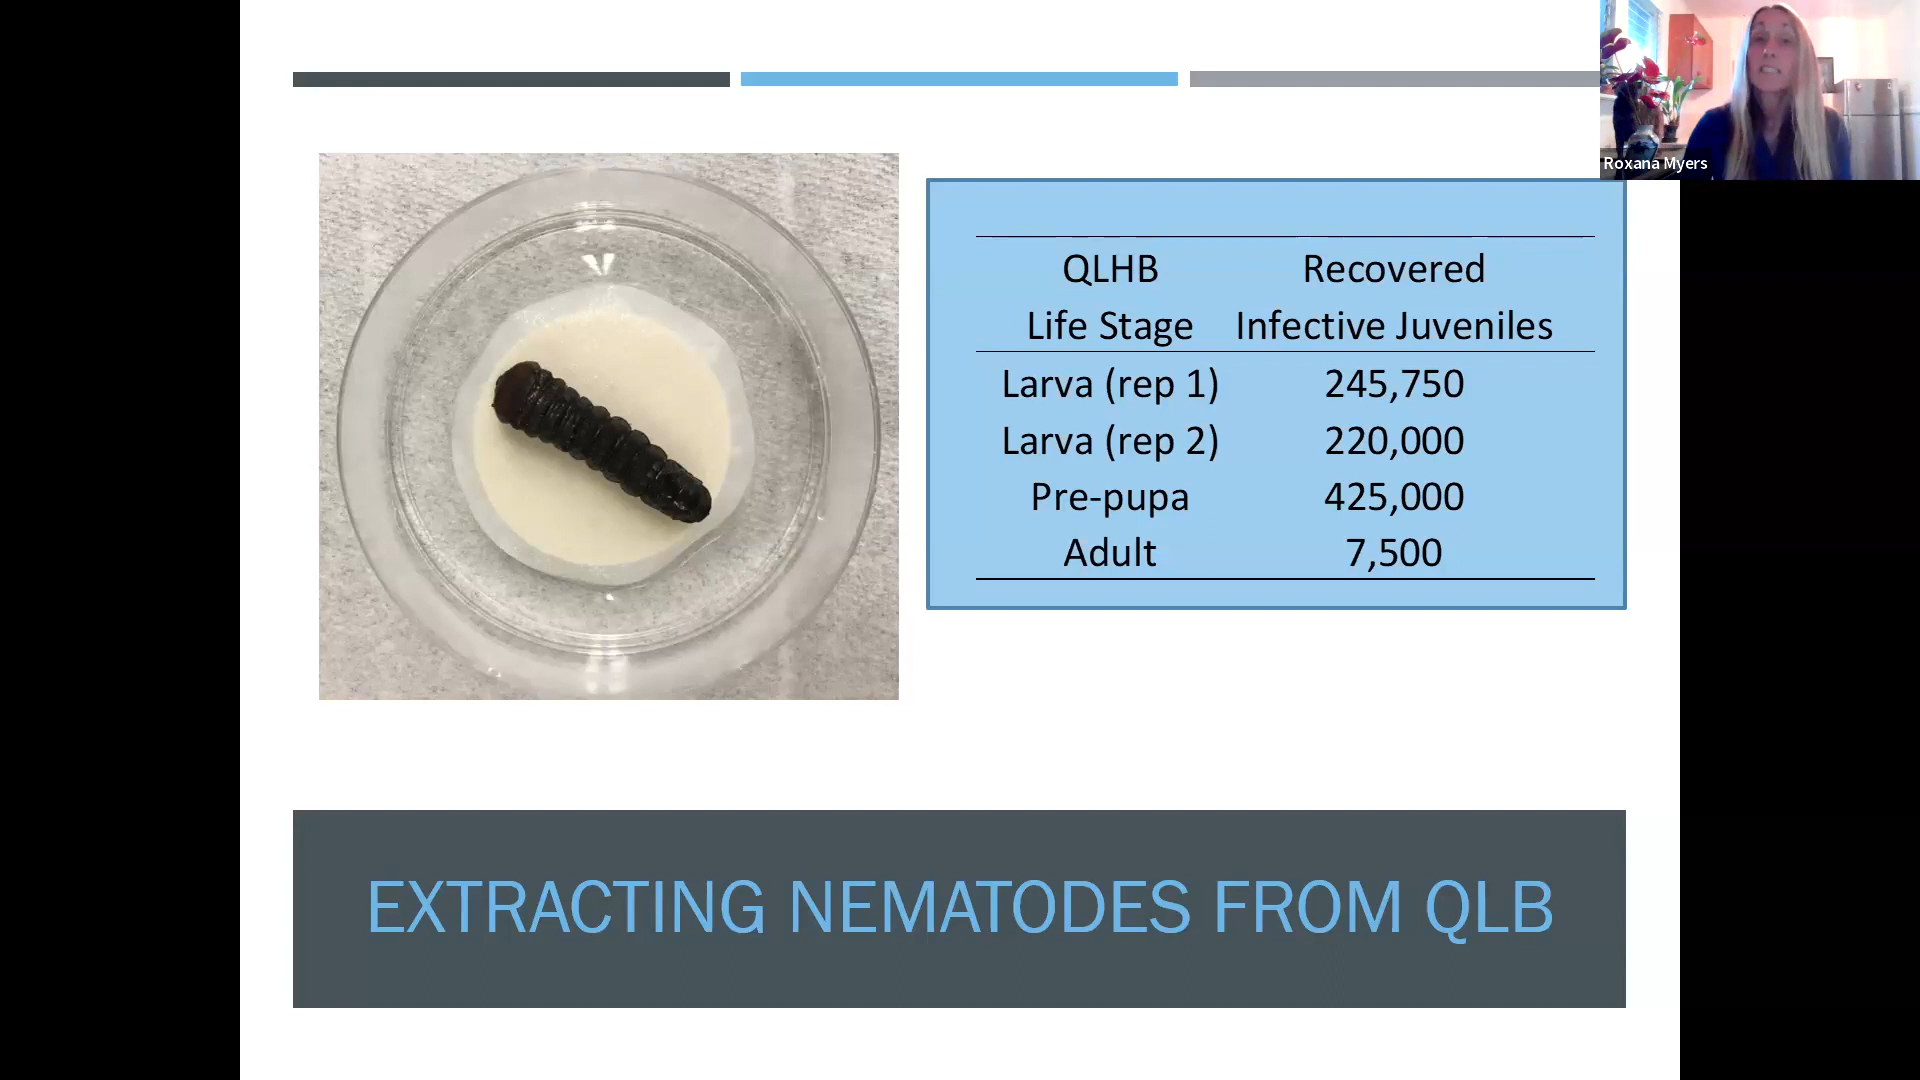 Roxana Myers
QLHB Recovered
Life Stage Infective Juveniles
Larva (rep 1) 245,750
Larva (rep 2) 220,000
Pre-pupa 425,000
Adult 7,500
EXTRACTING NEMATODES FROM QLB